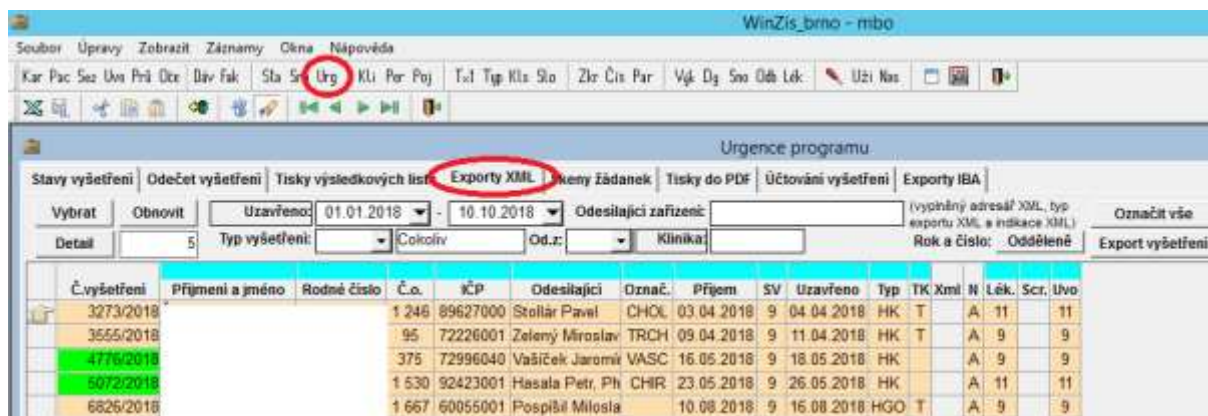 WinZis_brno - mbo
Soubor Úpravy Zobrazit Záznamy Okna Nápověda
Kar Pac Sez Uvo Prů Dáv Fak Sta Urg Kli Per Poj Txt Typ Kls Slo Zkr Čís Par Vyk Dg Sno Odb Lék Uži Nas
Urgence programu
Stavy vyšetření Odečet vyšetření Tisky výsledkových listů Exporty XML Skeny žádanek Tisky do PDF Účtování vyšetření Exporty IBA
Vybrat Obnovit Uzavřeno: 01.01.2018 - 10.10.2018 Odesílající zařízení: (vyplněný adresář XML, typ exportu XML a indikace XML) Označit vše
Detail 5 Typ vyšetření: Cokoliv Od.z: Klinika: Rok a číslo: Odděleně Export vyšetření
Č.vyšetření Příjmení a jméno Rodné číslo Č.o. IČP Odesílající Označ. Příjem SV Uzavřeno Typ TK Xml N Lék. Scr. Uvo
3273/2018 1 246 89627000 Stollár Pavel CHOL 03.04.2018 9 04.04.2018 HK T A 11 11
3555/2018 95 72226001 Zelený Miroslav TRCH 09.04.2018 9 11.04.2018 HK T A 9 9
4776/2018 375 72996040 Vašíček Jaromír VASC 16.05.2018 9 18.05.2018 HK A 9 9
5072/2018 1 530 92423001 Hasala Petr, Ph CHIR 23.05.2018 9 26.05.2018 HK A 11 11
6826/2018 1 667 60055001 Pospíšil Milosla 10.08.2018 9 16.08.2018 HGO T A 9 9